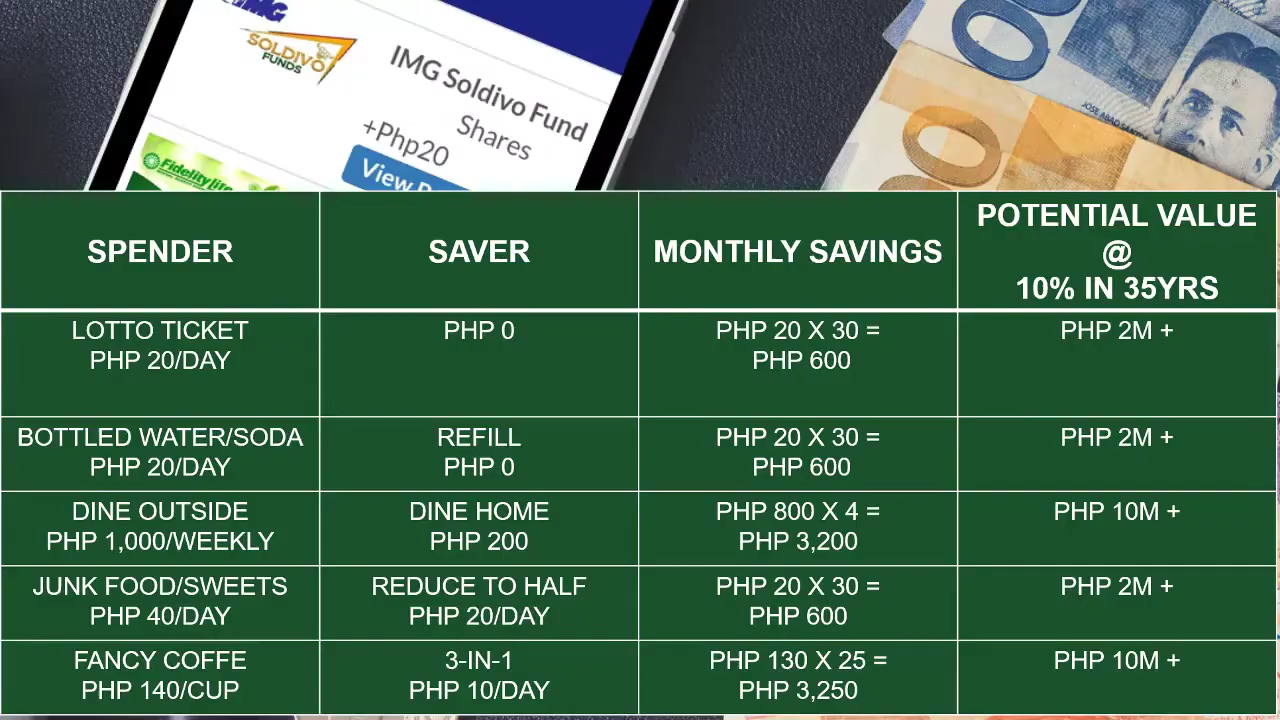 IMG
SOLDIVO
FUNDS
IMG Soldivo Fund
Shares
+Php20
View
Fidelitylife
JOSE ABAD
SPENDER
SAVER
MONTHLY SAVINGS
POTENTIAL VALUE
@
10% IN 35YRS
LOTTO TICKET
PHP 20/DAY
PHP 0
PHP 20 X 30 =
PHP 600
PHP 2M +
BOTTLED WATER/SODA
PHP 20/DAY
REFILL
PHP 0
PHP 20 X 30 =
PHP 600
PHP 2M +
DINE OUTSIDE
PHP 1,000/WEEKLY
DINE HOME
PHP 200
PHP 800 X 4 =
PHP 3,200
PHP 10M +
JUNK FOOD/SWEETS
PHP 40/DAY
REDUCE TO HALF
PHP 20/DAY
PHP 20 X 30 =
PHP 600
PHP 2M +
FANCY COFFE
PHP 140/CUP
3-IN-1
PHP 10/DAY
PHP 130 X 25 =
PHP 3,250
PHP 10M +